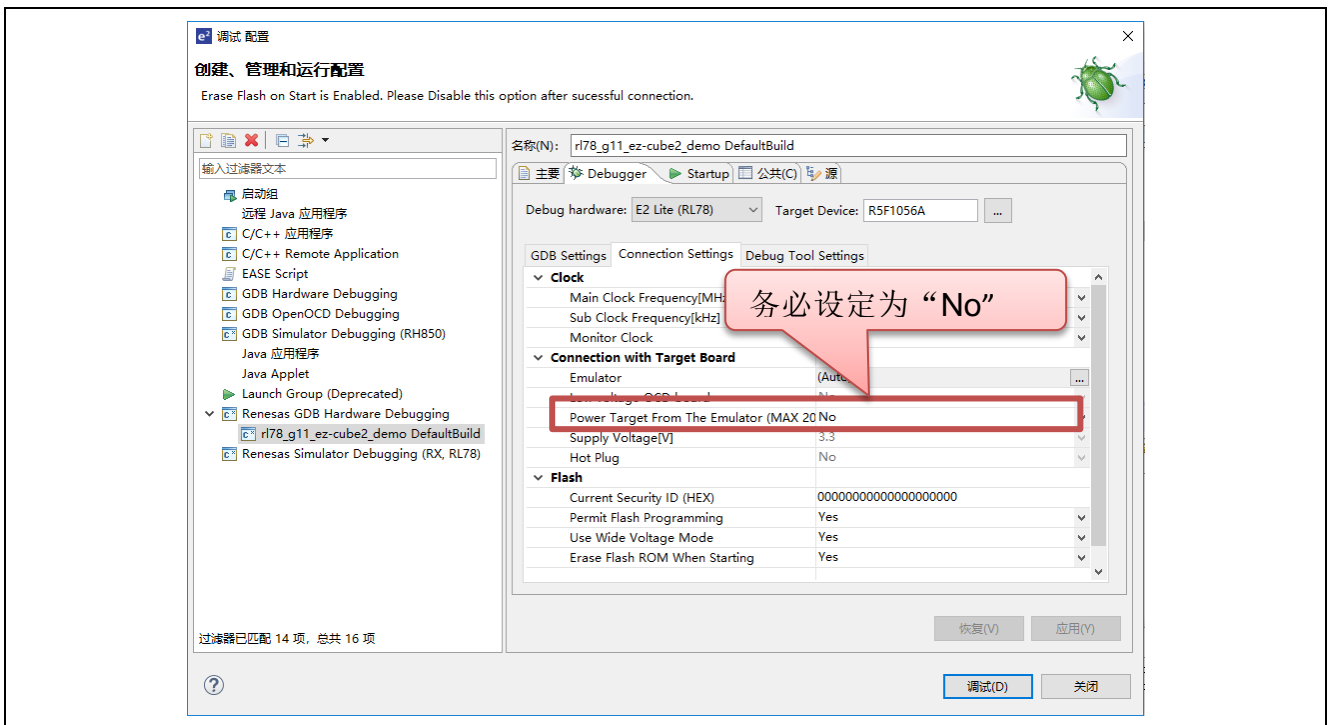 e² 调试 配置
创建、管理和运行配置
Erase Flash on Start is Enabled. Please Disable this option after sucessful connection.
输入过滤器文本
启动组
远程 Java 应用程序
C/C++ 应用程序
C/C++ Remote Application
EASE Script
GDB Hardware Debugging
GDB OpenOCD Debugging
GDB Simulator Debugging (RH850)
Java 应用程序
Java Applet
Launch Group (Deprecated)
Renesas GDB Hardware Debugging
rl78_g11_ez-cube2_demo DefaultBuild
Renesas Simulator Debugging (RX, RL78)
过滤器已匹配 14 项，总共 16 项
名称(N): rl78_g11_ez-cube2_demo DefaultBuild
主要 Debugger Startup 公共(C) 源
Debug hardware: E2 Lite (RL78) Target Device: R5F1056A ...
GDB Settings Connection Settings Debug Tool Settings
Clock
Main Clock Frequency[MHz
Sub Clock Frequency[kHz]
Monitor Clock
务必设定为“No”
Connection with Target Board
Emulator (Auto) ...
Low voltage OCD board No
Power Target From The Emulator (MAX 20 No
Supply Voltage[V] 3.3
Hot Plug No
Flash
Current Security ID (HEX) 00000000000000000000
Permit Flash Programming Yes
Use Wide Voltage Mode Yes
Erase Flash ROM When Starting Yes
恢复(V) 应用(Y)
? 调试(D) 关闭